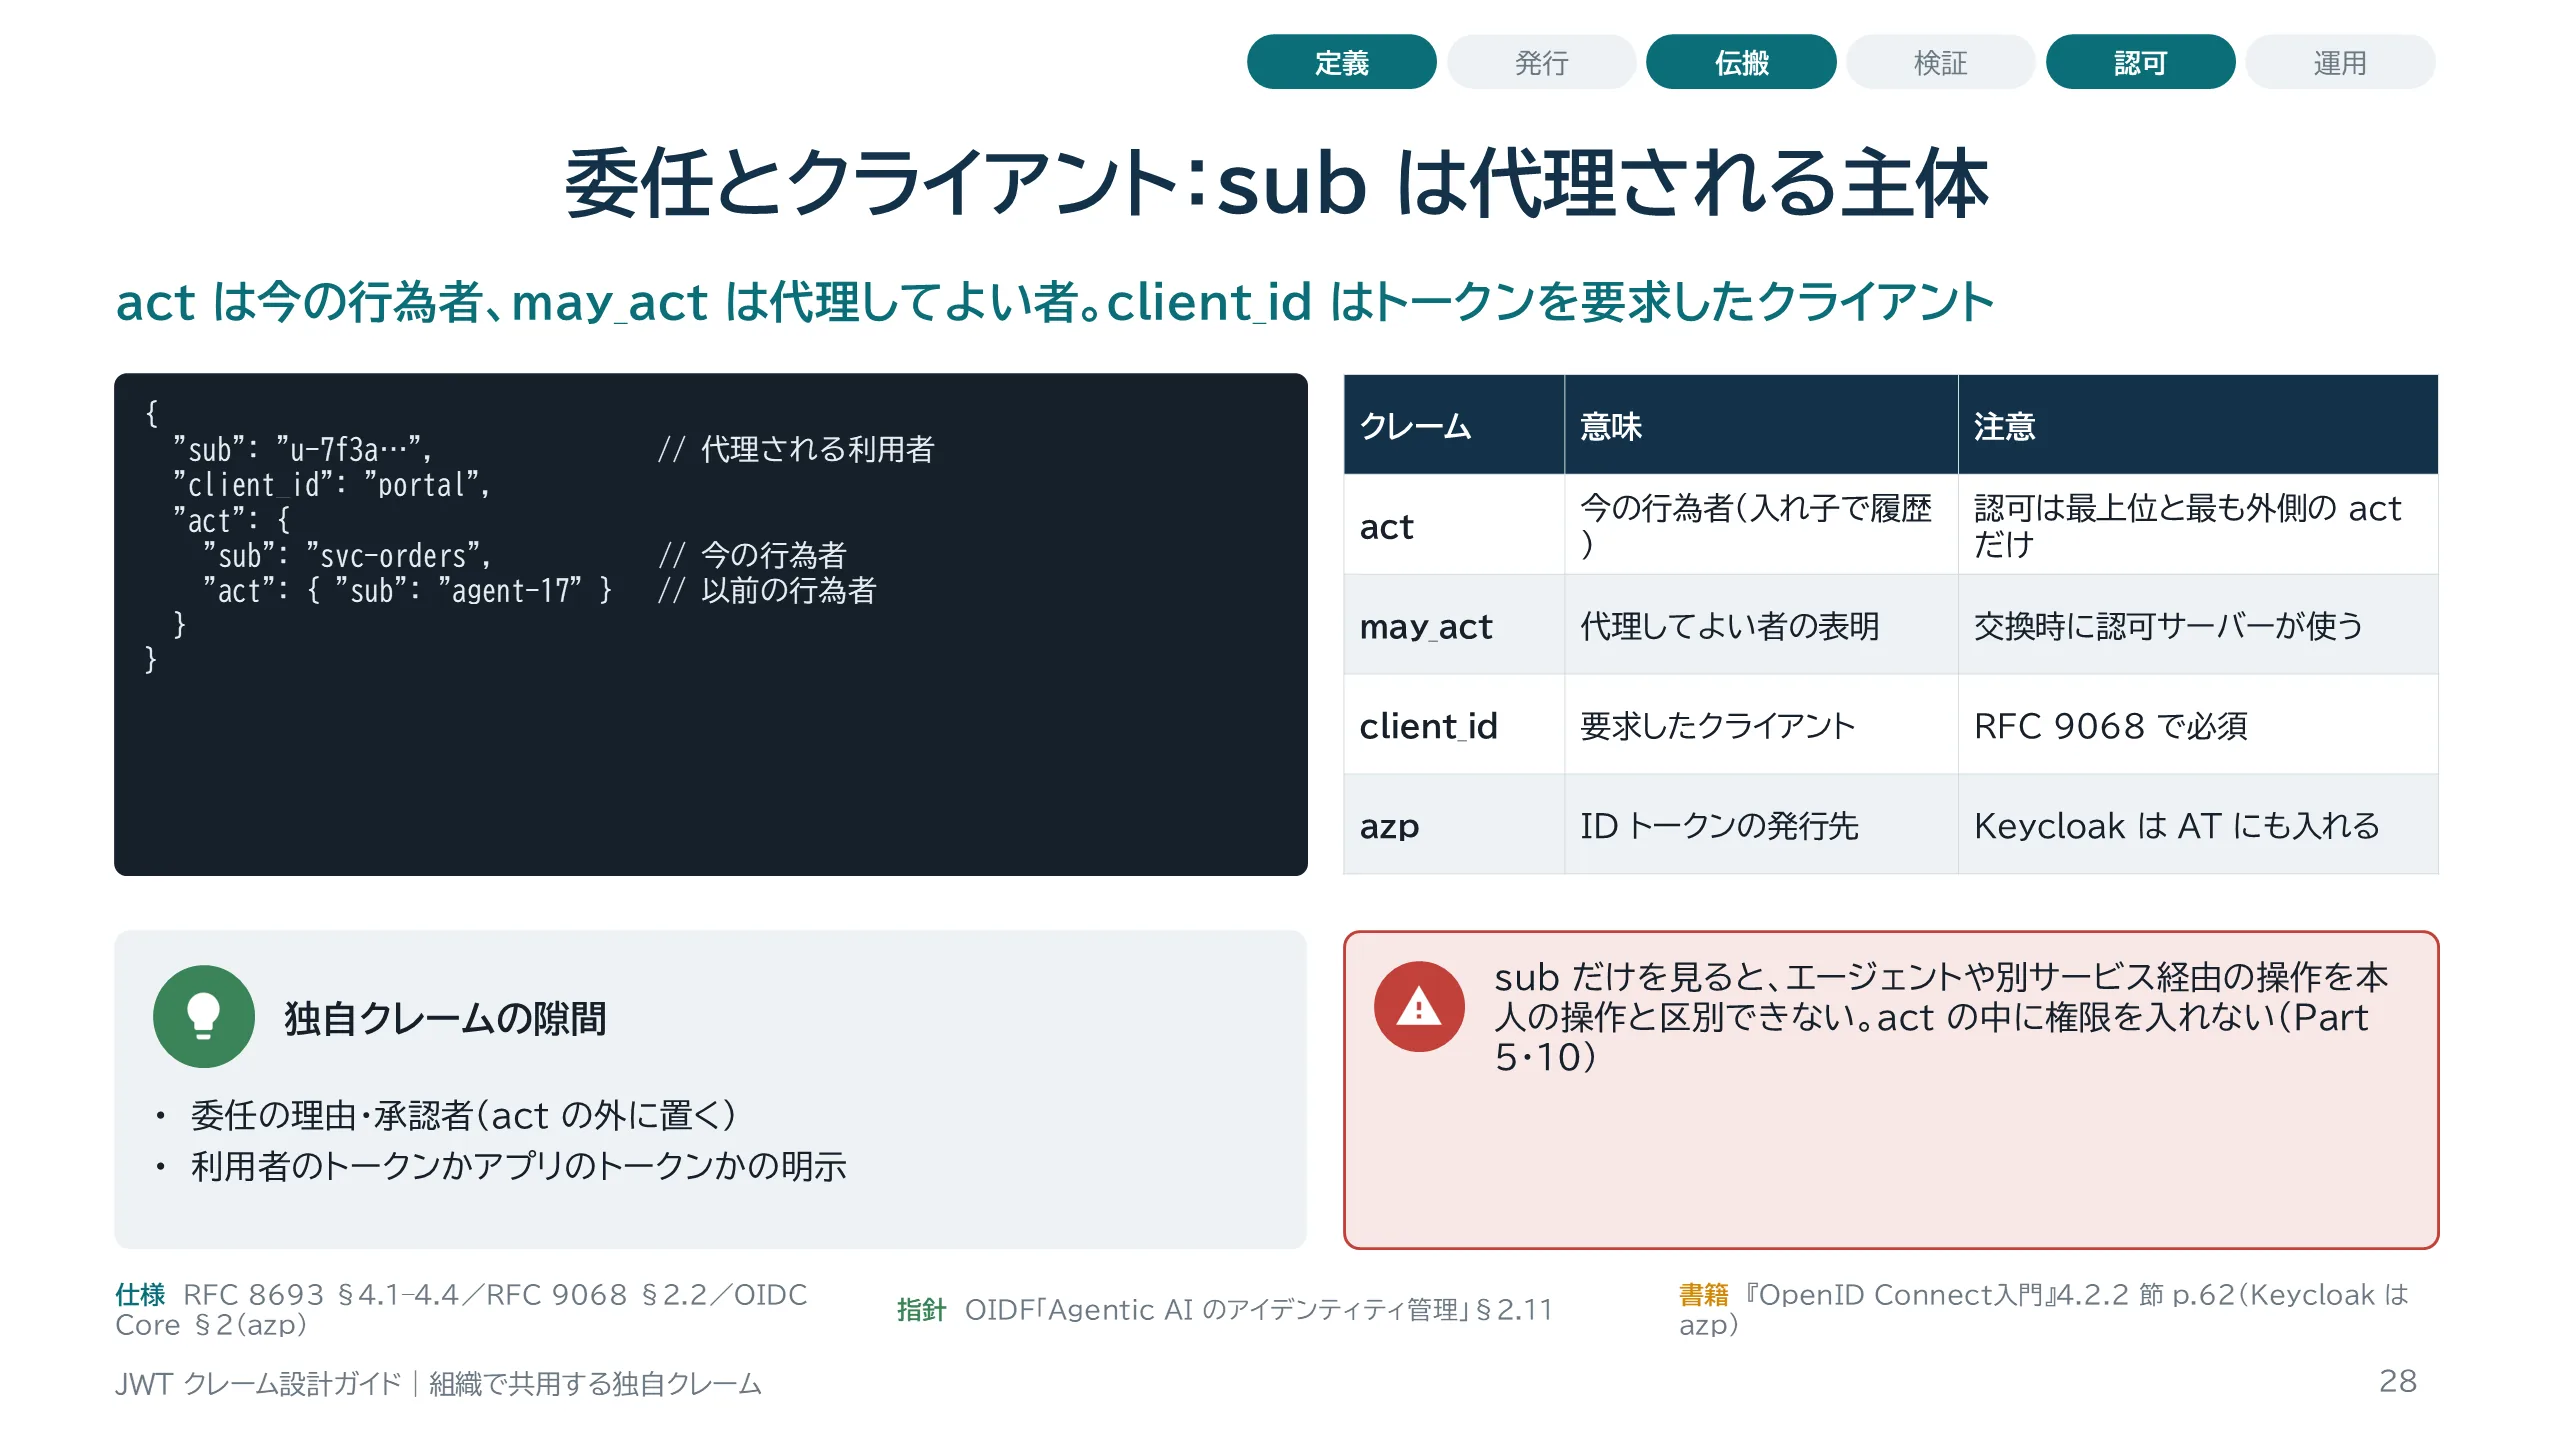 定義 発行 伝搬 検証 認可 運用
委任とクライアント：sub は代理される主体
act は今の行為者、may_act は代理してよい者。client_id はトークンを要求したクライアント
{
  ”sub”: ”u-7f3a…”, // 代理される利用者
  ”client_id”: ”portal”,
  ”act”: {
    ”sub”: ”svc-orders”, // 今の行為者
    ”act”: { ”sub”: ”agent-17” } // 以前の行為者
  }
}
クレーム 意味 注意
act 今の行為者（入れ子で履歴 認可は最上位と最も外側の act
） だけ
may_act 代理してよい者の表明 交換時に認可サーバーが使う
client_id 要求したクライアント RFC 9068 で必須
azp ID トークンの発行先 Keycloak は AT にも入れる
独自クレームの隙間
• 委任の理由・承認者（act の外に置く）
• 利用者のトークンかアプリのトークンかの明示
sub だけを見ると、エージェントや別サービス経由の操作を本
人の操作と区別できない。act の中に権限を入れない（Part
5・10）
仕様 RFC 8693 §4.1–4.4／RFC 9068 §2.2／OIDC
Core §2（azp）
指針 OIDF「Agentic AI のアイデンティティ管理」§2.11
書籍 『OpenID Connect入門』4.2.2 節 p.62（Keycloak は
azp）
JWT クレーム設計ガイド｜組織で共用する独自クレーム
28